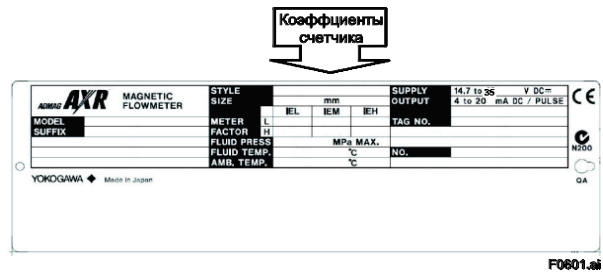 Коэффциенты
счетчика
ADMAG AXR MAGNETIC FLOWMETER
MODEL
SUFFIX
STYLE
SIZE mm
IEL IEM IEH
METER L
FACTOR H
FLUID PRESS MPa MAX.
FLUID TEMP. °C
AMB. TEMP. °C
SUPPLY 14.7 to 35 V DC=
OUTPUT 4 to 20 mA DC / PULSE
TAG NO.
NO.
CE
N200
QA
YOKOGAWA ◆ Made in Japan
F0601.ai